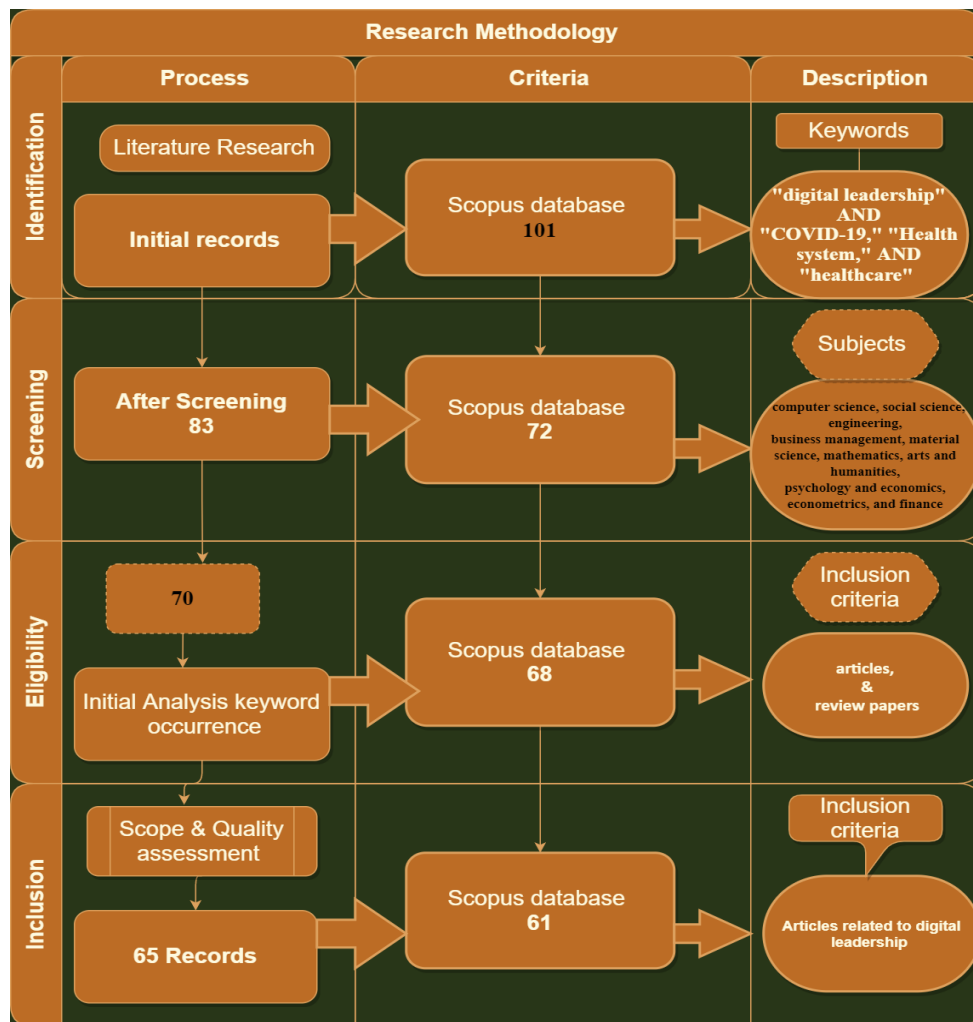 Research Methodology
Process
Criteria
Description
Identification
Literature Research
Initial records
Scopus database
101
Keywords
"digital leadership"
AND
"COVID-19," "Health
system," AND
"healthcare"
Screening
After Screening
83
Scopus database
72
Subjects
computer science, social science,
engineering,
business management, material
science, mathematics, arts and
humanities,
psychology and economics,
econometrics, and finance
Eligibility
70
Initial Analysis keyword
occurrence
Scopus database
68
Inclusion
criteria
articles,
&
review papers
Inclusion
Scope & Quality
assessment
65 Records
Scopus database
61
Inclusion
criteria
Articles related to digital
leadership